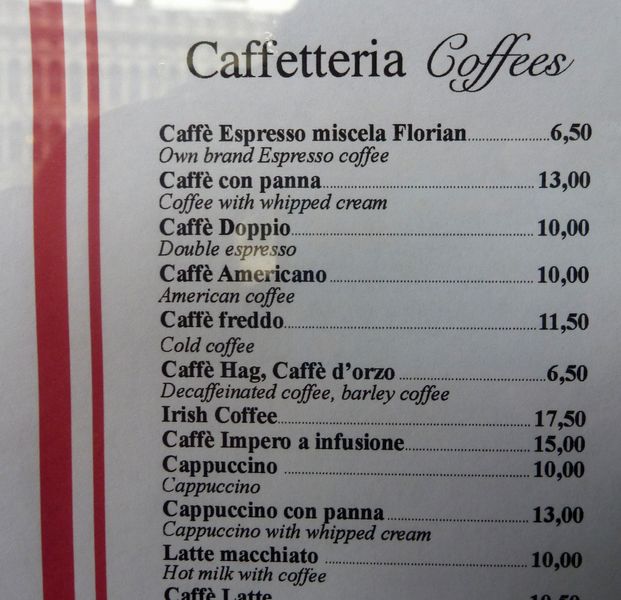 Caffetteria Coffees
Caffè Espresso miscela Florian 6,50
Own brand Espresso coffee
Caffè con panna 13,00
Coffee with whipped cream
Caffè Doppio 10,00
Double espresso
Caffè Americano 10,00
American coffee
Caffè freddo 11,50
Cold coffee
Caffè Hag, Caffè d'orzo 6,50
Decaffeinated coffee, barley coffee
Irish Coffee 17,50
Caffè Impero a infusione 15,00
Cappuccino 10,00
Cappuccino
Cappuccino con panna 13,00
Cappuccino with whipped cream
Latte macchiato 10,00
Hot milk with coffee
Caffè Latte